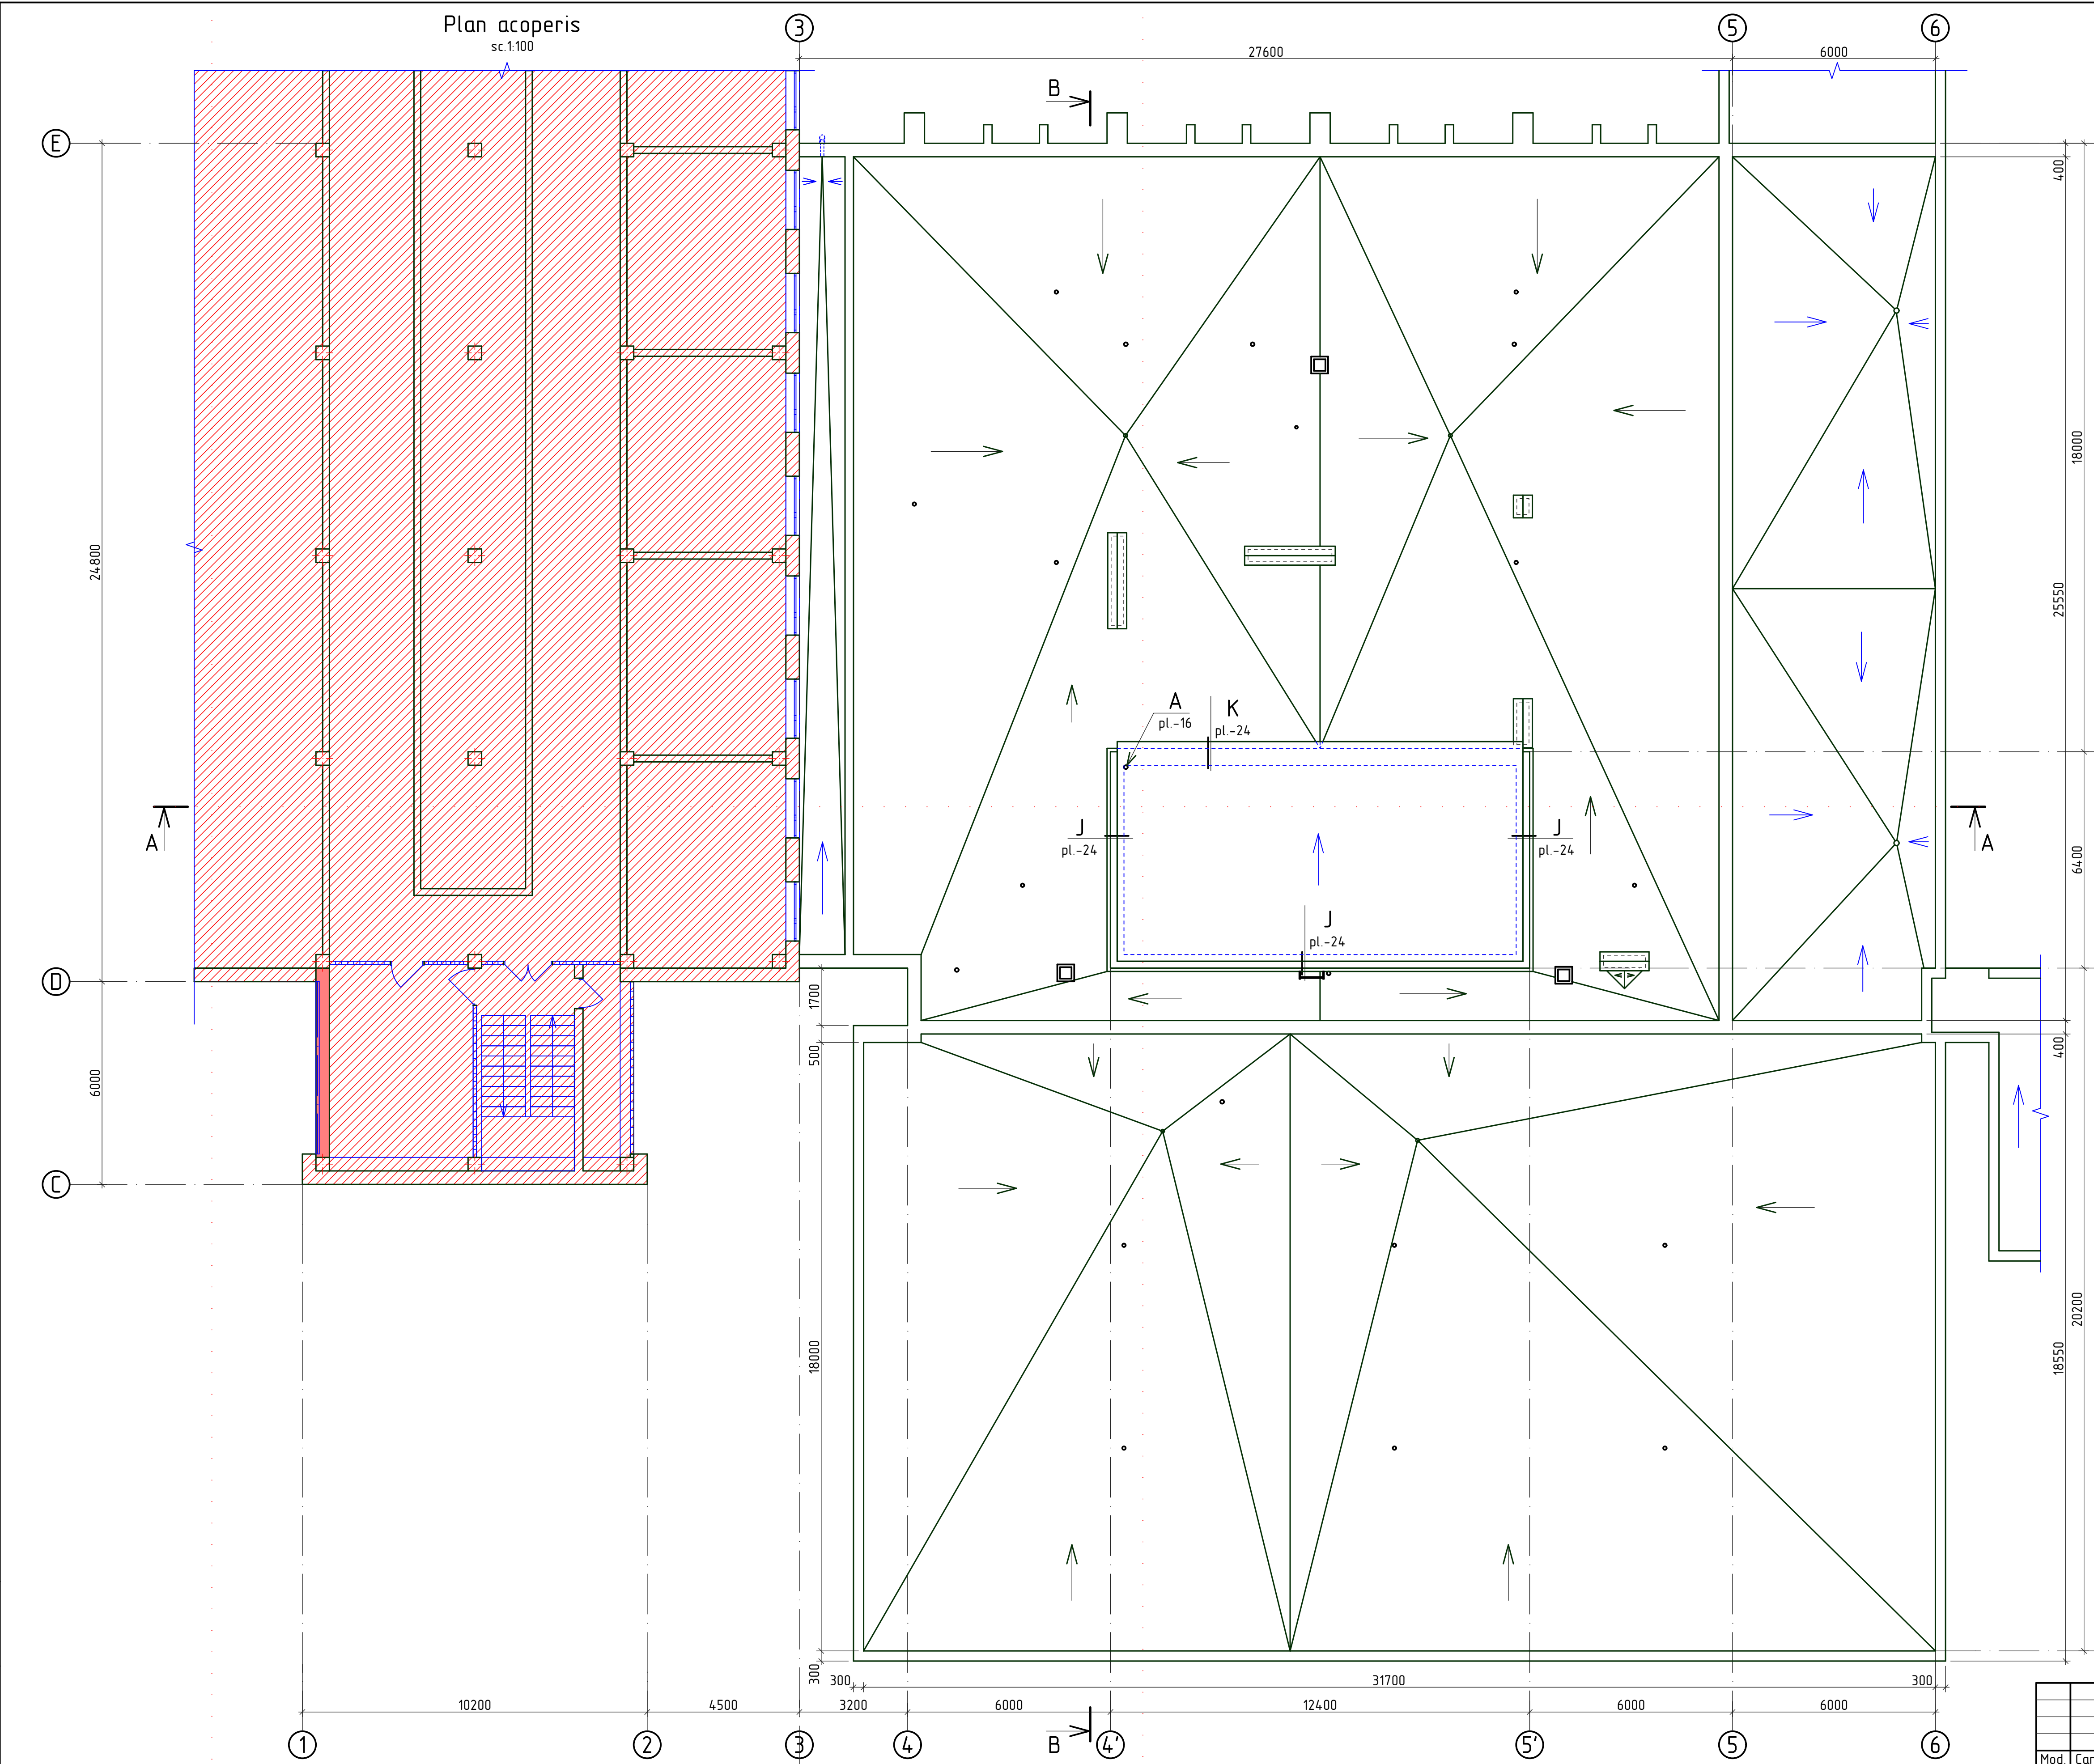 Plan acoperis
sc.1:100
3
5
6
27600
6000
B
E
400
24800
18000
25550
A
pl.-16
K
pl.-24
A
J
pl.-24
J
pl.-24
A
6400
J
pl.-24
D
1700
500
400
6000
C
18000
20200
18550
300
300
31700
300
10200
4500
3200
6000
12400
6000
6000
1
2
3
4
B
4'
5'
5
6
Mod.